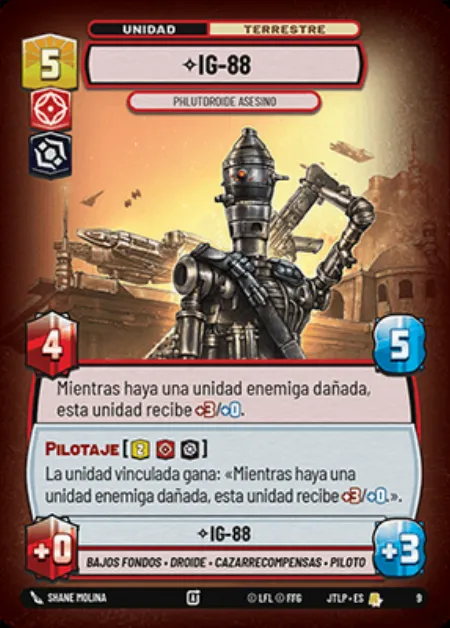 UNIDAD TERRESTRE
5
IG-88
PHLUTDROIDE ASESINO
4
5
Mientras haya una unidad enemiga dañada,
esta unidad recibe +3/+0.
PILOTAJE [2]
La unidad vinculada gana: «Mientras haya una
unidad enemiga dañada, esta unidad recibe +3/+0.».
IG-88
+0
+3
BAJOS FONDOS • DROIDE • CAZARRECOMPENSAS • PILOTO
SHANE MOLINA © LFL © FFG JTLP • ES 9